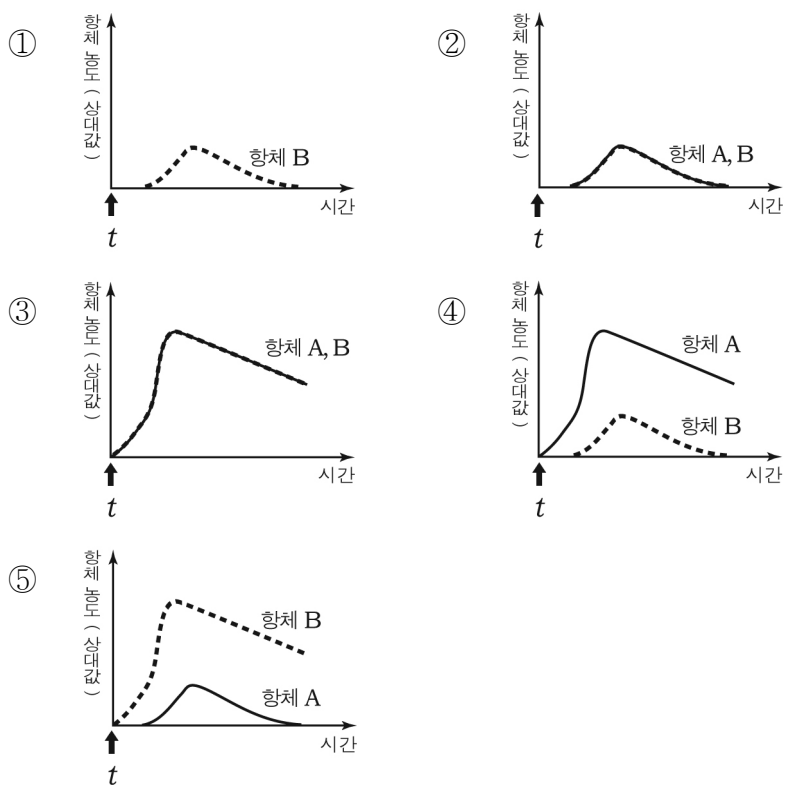 ① 항체 농도(상대값) 항체 B 시간 t
② 항체 농도(상대값) 항체 A, B 시간 t
③ 항체 농도(상대값) 항체 A, B 시간 t
④ 항체 농도(상대값) 항체 A 항체 B 시간 t
⑤ 항체 농도(상대값) 항체 B 항체 A 시간 t